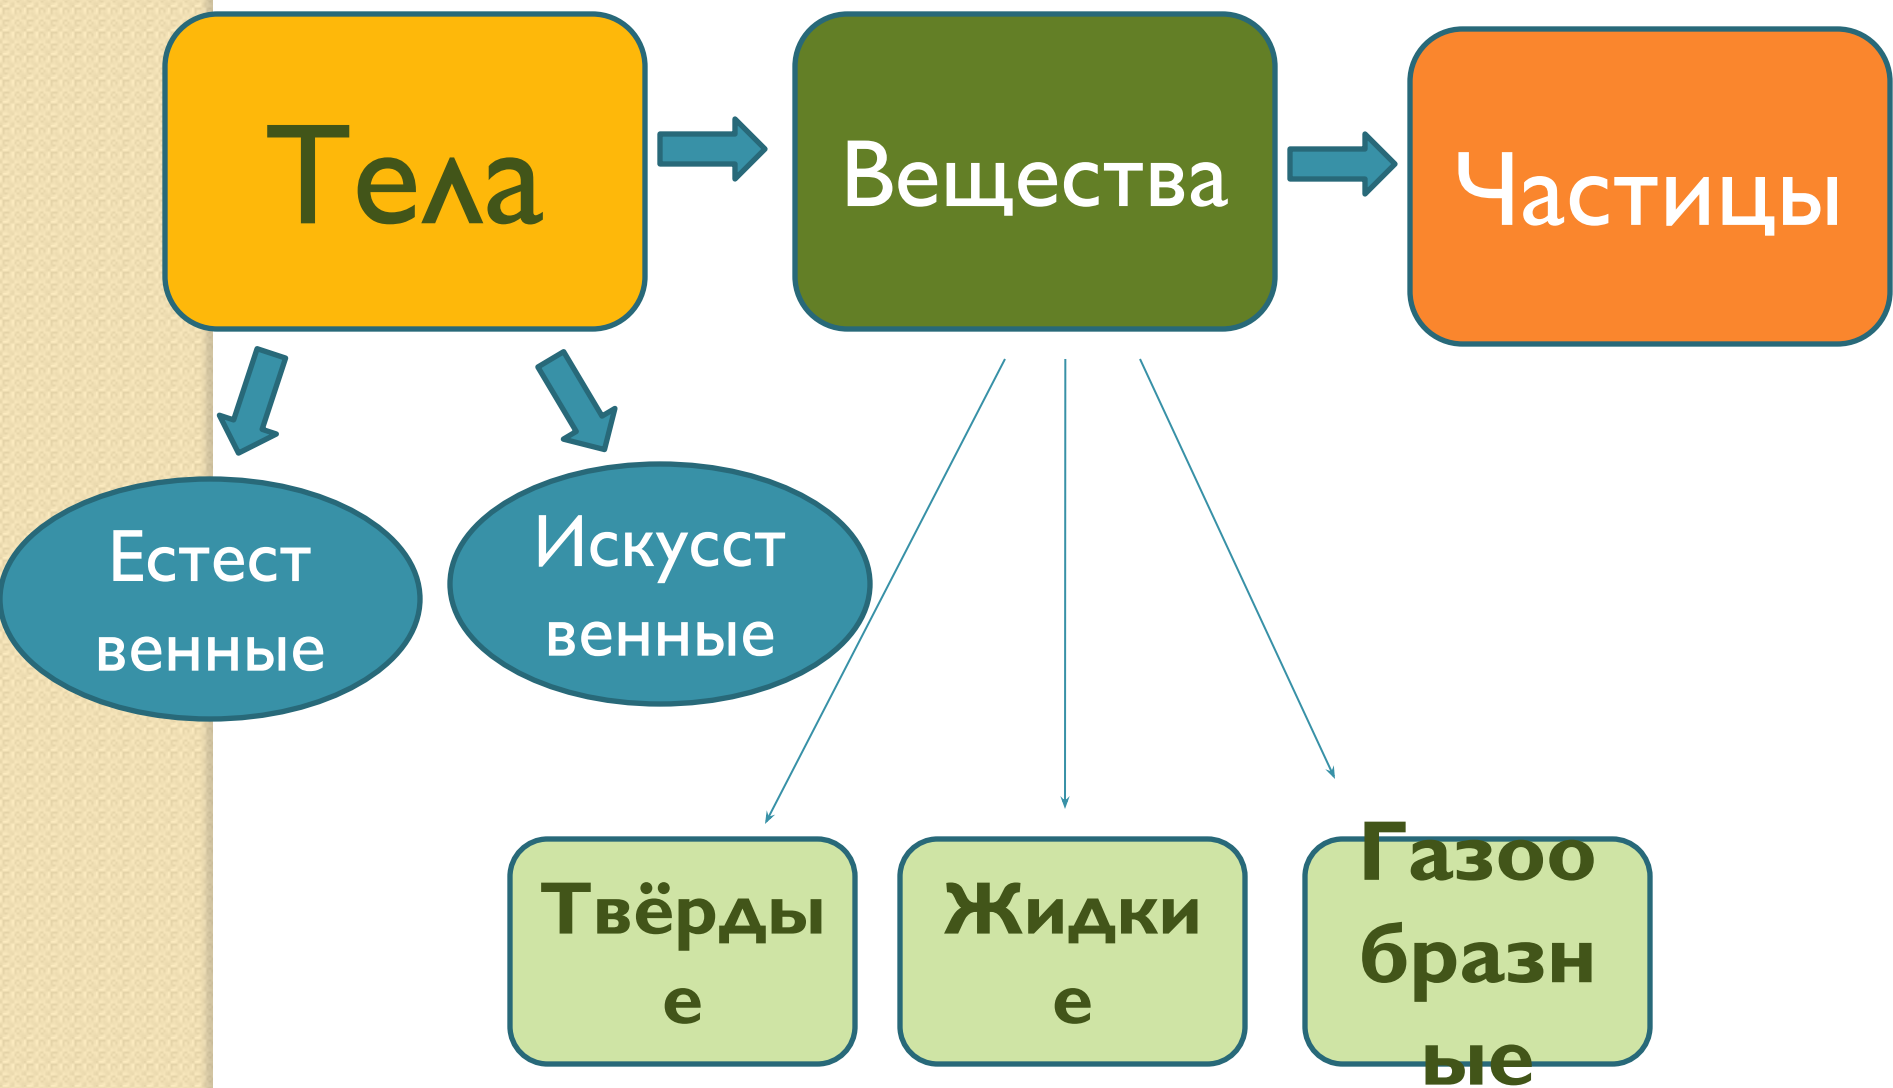 Тела
Вещества
Частицы
Естест
венные
Искусст
венные
Твёрды
е
Жидки
е
Газоо
бразн
ые